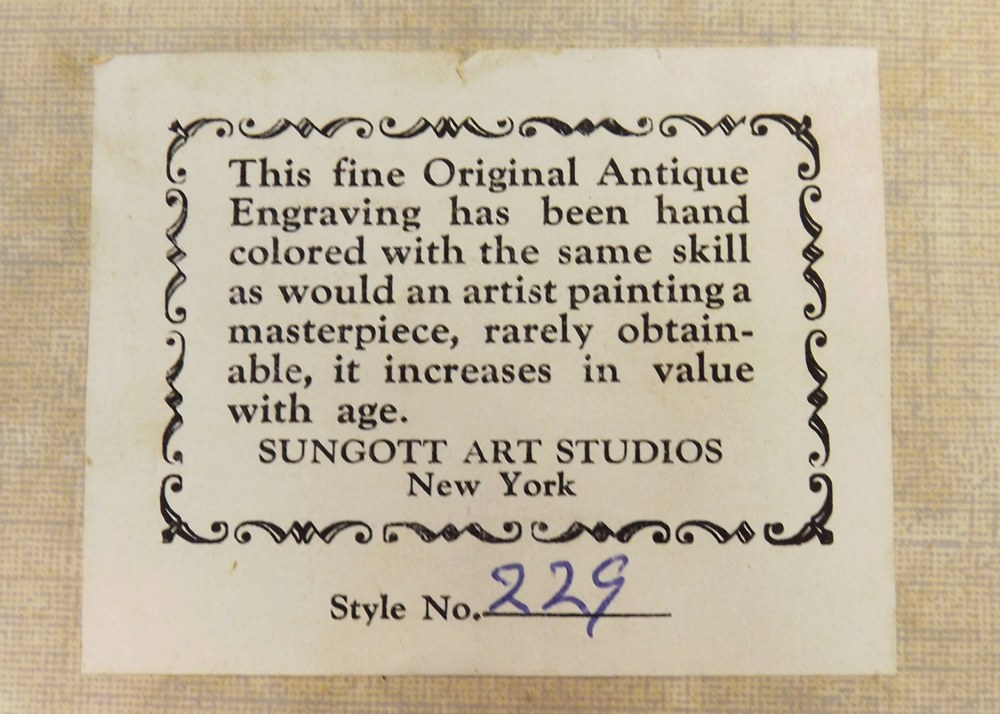 This fine Original Antique
Engraving has been hand
colored with the same skill
as would an artist painting a
masterpiece, rarely obtain-
able, it increases in value
with age.
SUNGOTT ART STUDIOS
New York
Style No. 229